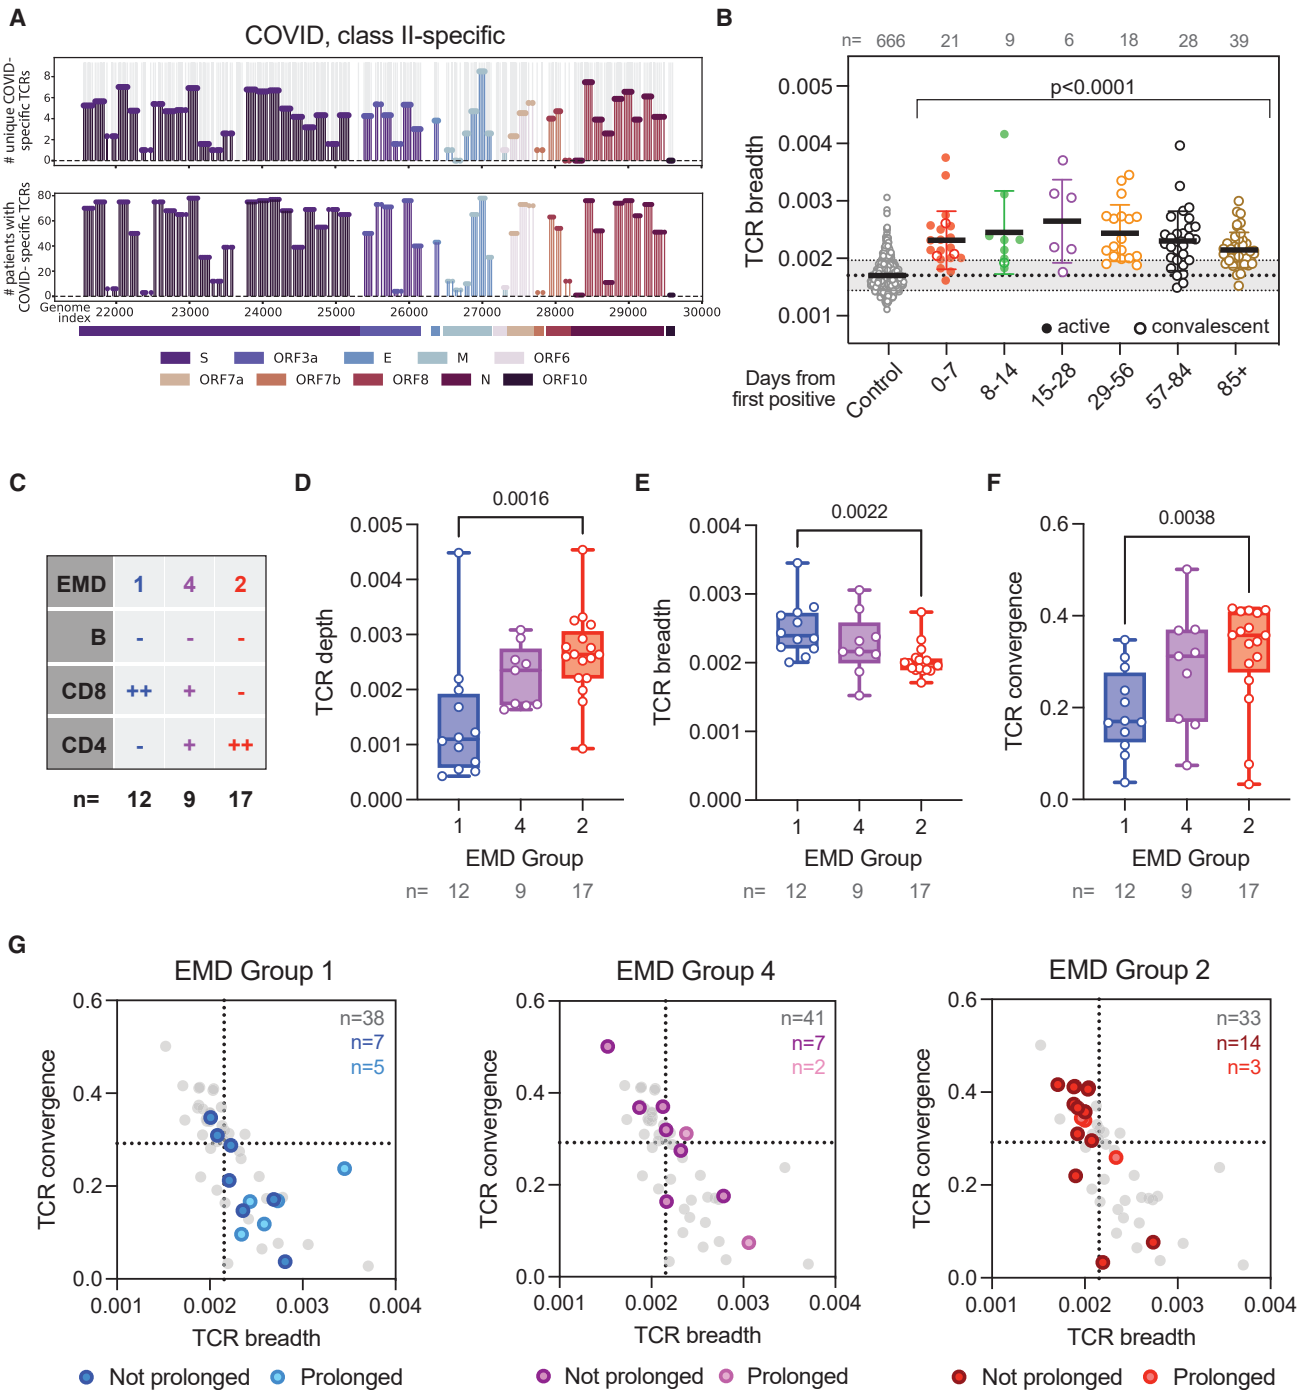 A
COVID, class II-specific
# unique COVID-
specific TCRs
8
6
4
2
0
# patients with
COVID- specific TCRs
80
60
40
20
0
Genome
index
22000 23000 24000 25000 26000 27000 28000 29000 30000
S ORF3a E M ORF6
ORF7a ORF7b ORF8 N ORF10
B
n= 666 21 9 6 18 28 39
TCR breadth
0.005
0.004
0.003
0.002
0.001
p<0.0001
active convalescent
Days from
first positive
Control 0-7 8-14 15-28 29-56 57-84 85+
C
EMD 1 4 2
B - - -
CD8 ++ + -
CD4 - + ++
n= 12 9 17
D
0.0016
TCR depth
0.005
0.004
0.003
0.002
0.001
0.000
1 4 2
EMD Group
n= 12 9 17
E
0.0022
TCR breadth
0.004
0.003
0.002
0.001
0.000
1 4 2
EMD Group
n= 12 9 17
F
0.0038
TCR convergence
0.6
0.4
0.2
0.0
1 4 2
EMD Group
n= 12 9 17
G
EMD Group 1
TCR convergence
0.6
0.4
0.2
0.0
n=38
n=7
n=5
0.001 0.002 0.003 0.004
TCR breadth
Not prolonged Prolonged
EMD Group 4
TCR convergence
0.6
0.4
0.2
0.0
n=41
n=7
n=2
0.001 0.002 0.003 0.004
TCR breadth
Not prolonged Prolonged
EMD Group 2
TCR convergence
0.6
0.4
0.2
0.0
n=33
n=14
n=3
0.001 0.002 0.003 0.004
TCR breadth
Not prolonged Prolonged